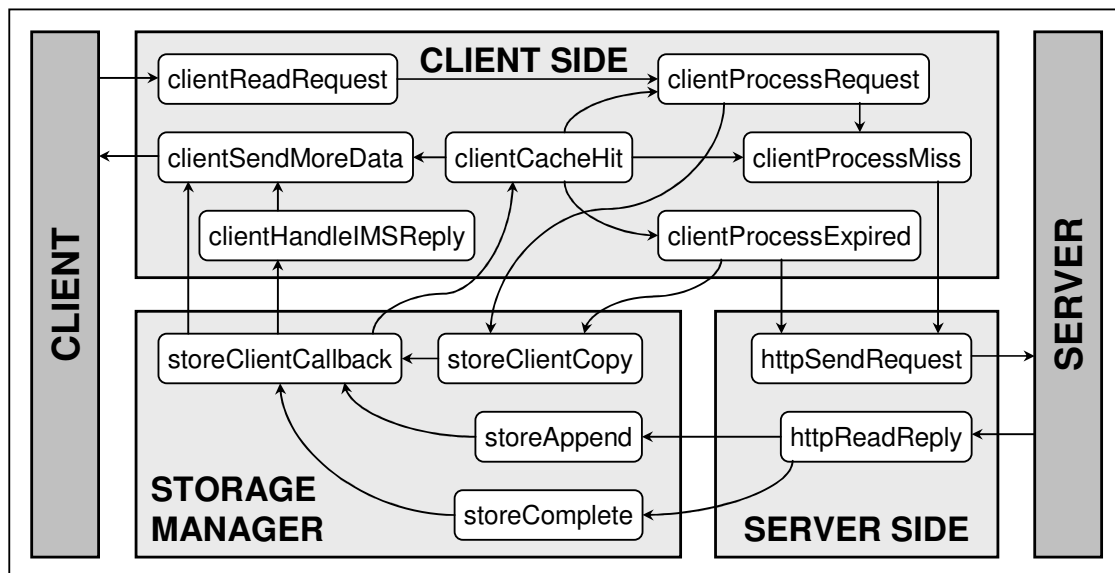 CLIENT SIDE
clientReadRequest
clientProcessRequest
clientSendMoreData
clientCacheHit
clientProcessMiss
clientHandleIMSReply
clientProcessExpired
CLIENT
SERVER
storeClientCallback
storeClientCopy
httpSendRequest
storeAppend
httpReadReply
STORAGE
MANAGER
storeComplete
SERVER SIDE